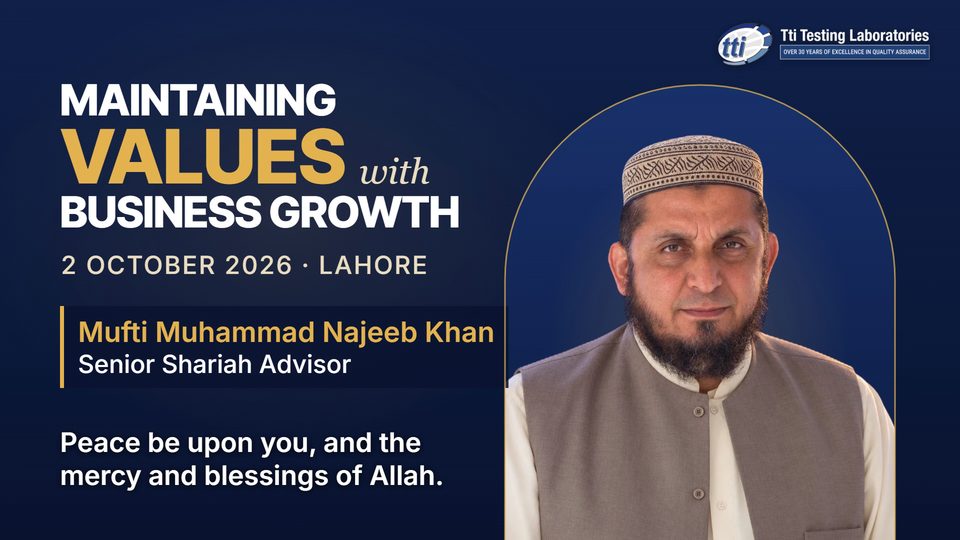 tti Tti Testing Laboratories
OVER 30 YEARS OF EXCELLENCE IN QUALITY ASSURANCE
MAINTAINING
VALUES with
BUSINESS GROWTH
2 OCTOBER 2026 · LAHORE
Mufti Muhammad Najeeb Khan
Senior Shariah Advisor
Peace be upon you, and the
mercy and blessings of Allah.